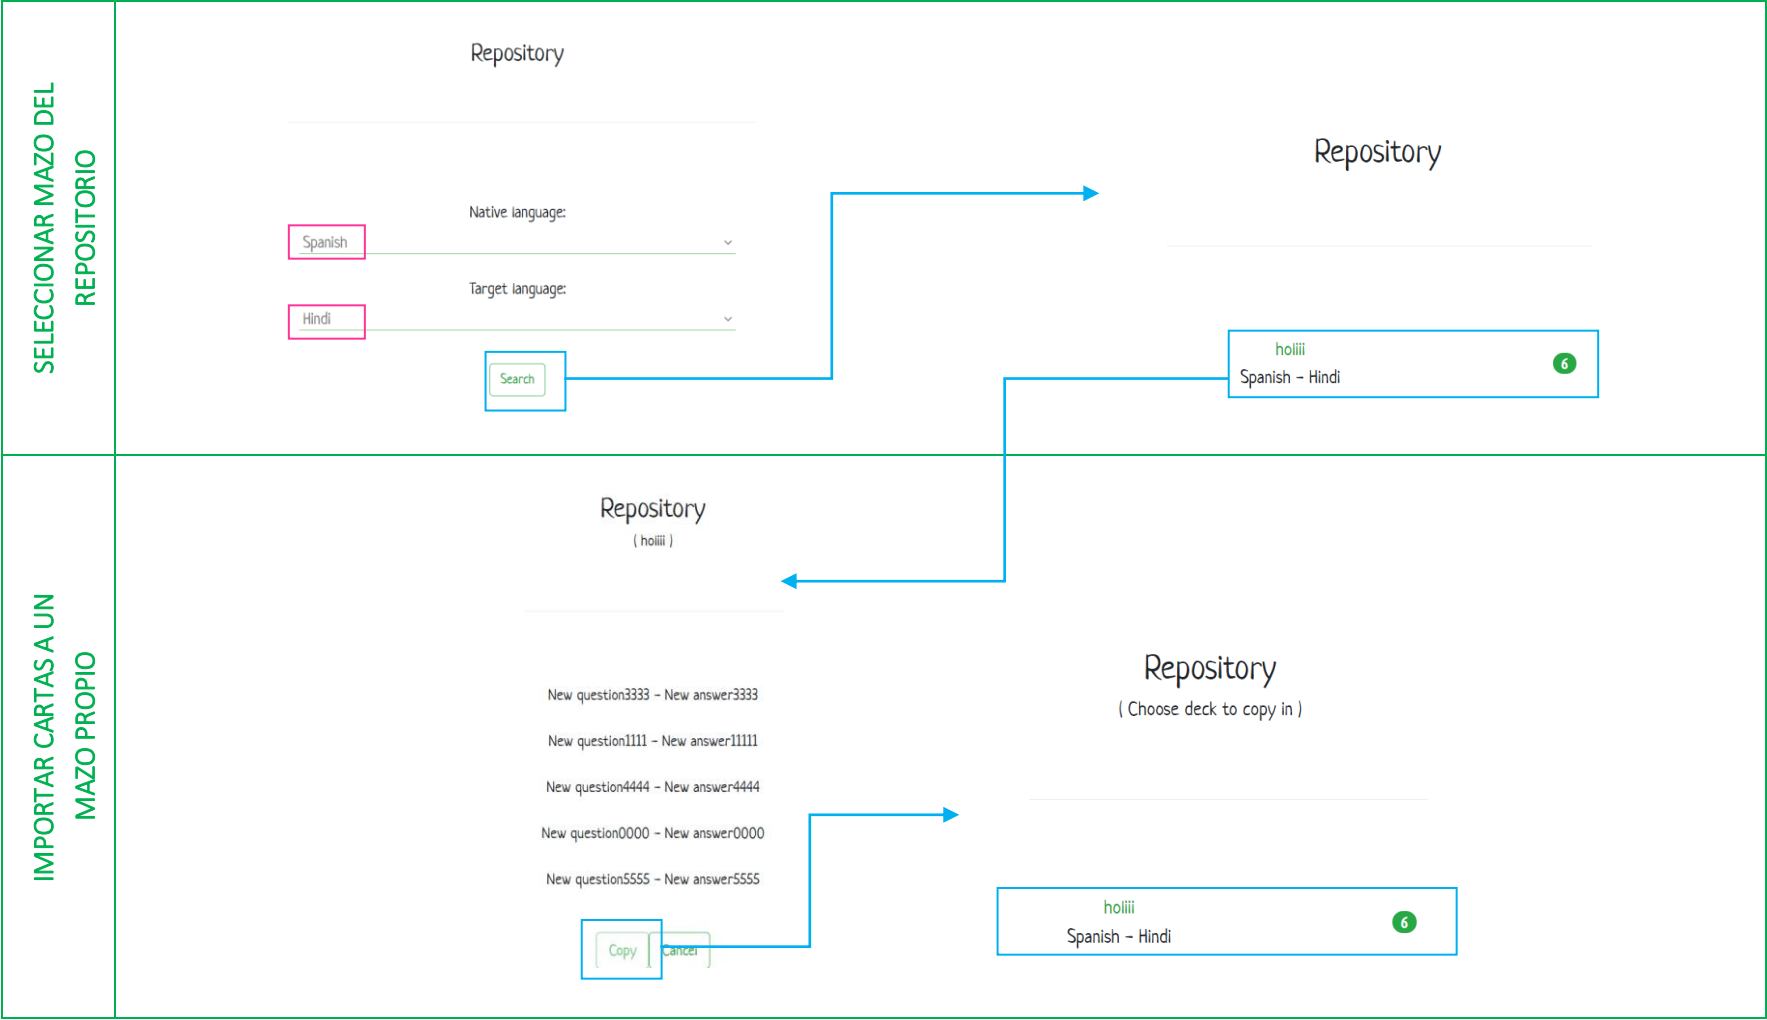 SELECCIONAR MAZO DEL
REPOSITORIO
Repository
Native language:
Spanish
Target language:
Hindi
Search
Repository
holiii
Spanish - Hindi
6
IMPORTAR CARTAS A UN
MAZO PROPIO
Repository
( holiii )
New question3333 - New answer3333
New question1111 - New answer11111
New question4444 - New answer4444
New question0000 - New answer0000
New question5555 - New answer5555
Copy
Cancel
Repository
( Choose deck to copy in )
holiii
Spanish - Hindi
6